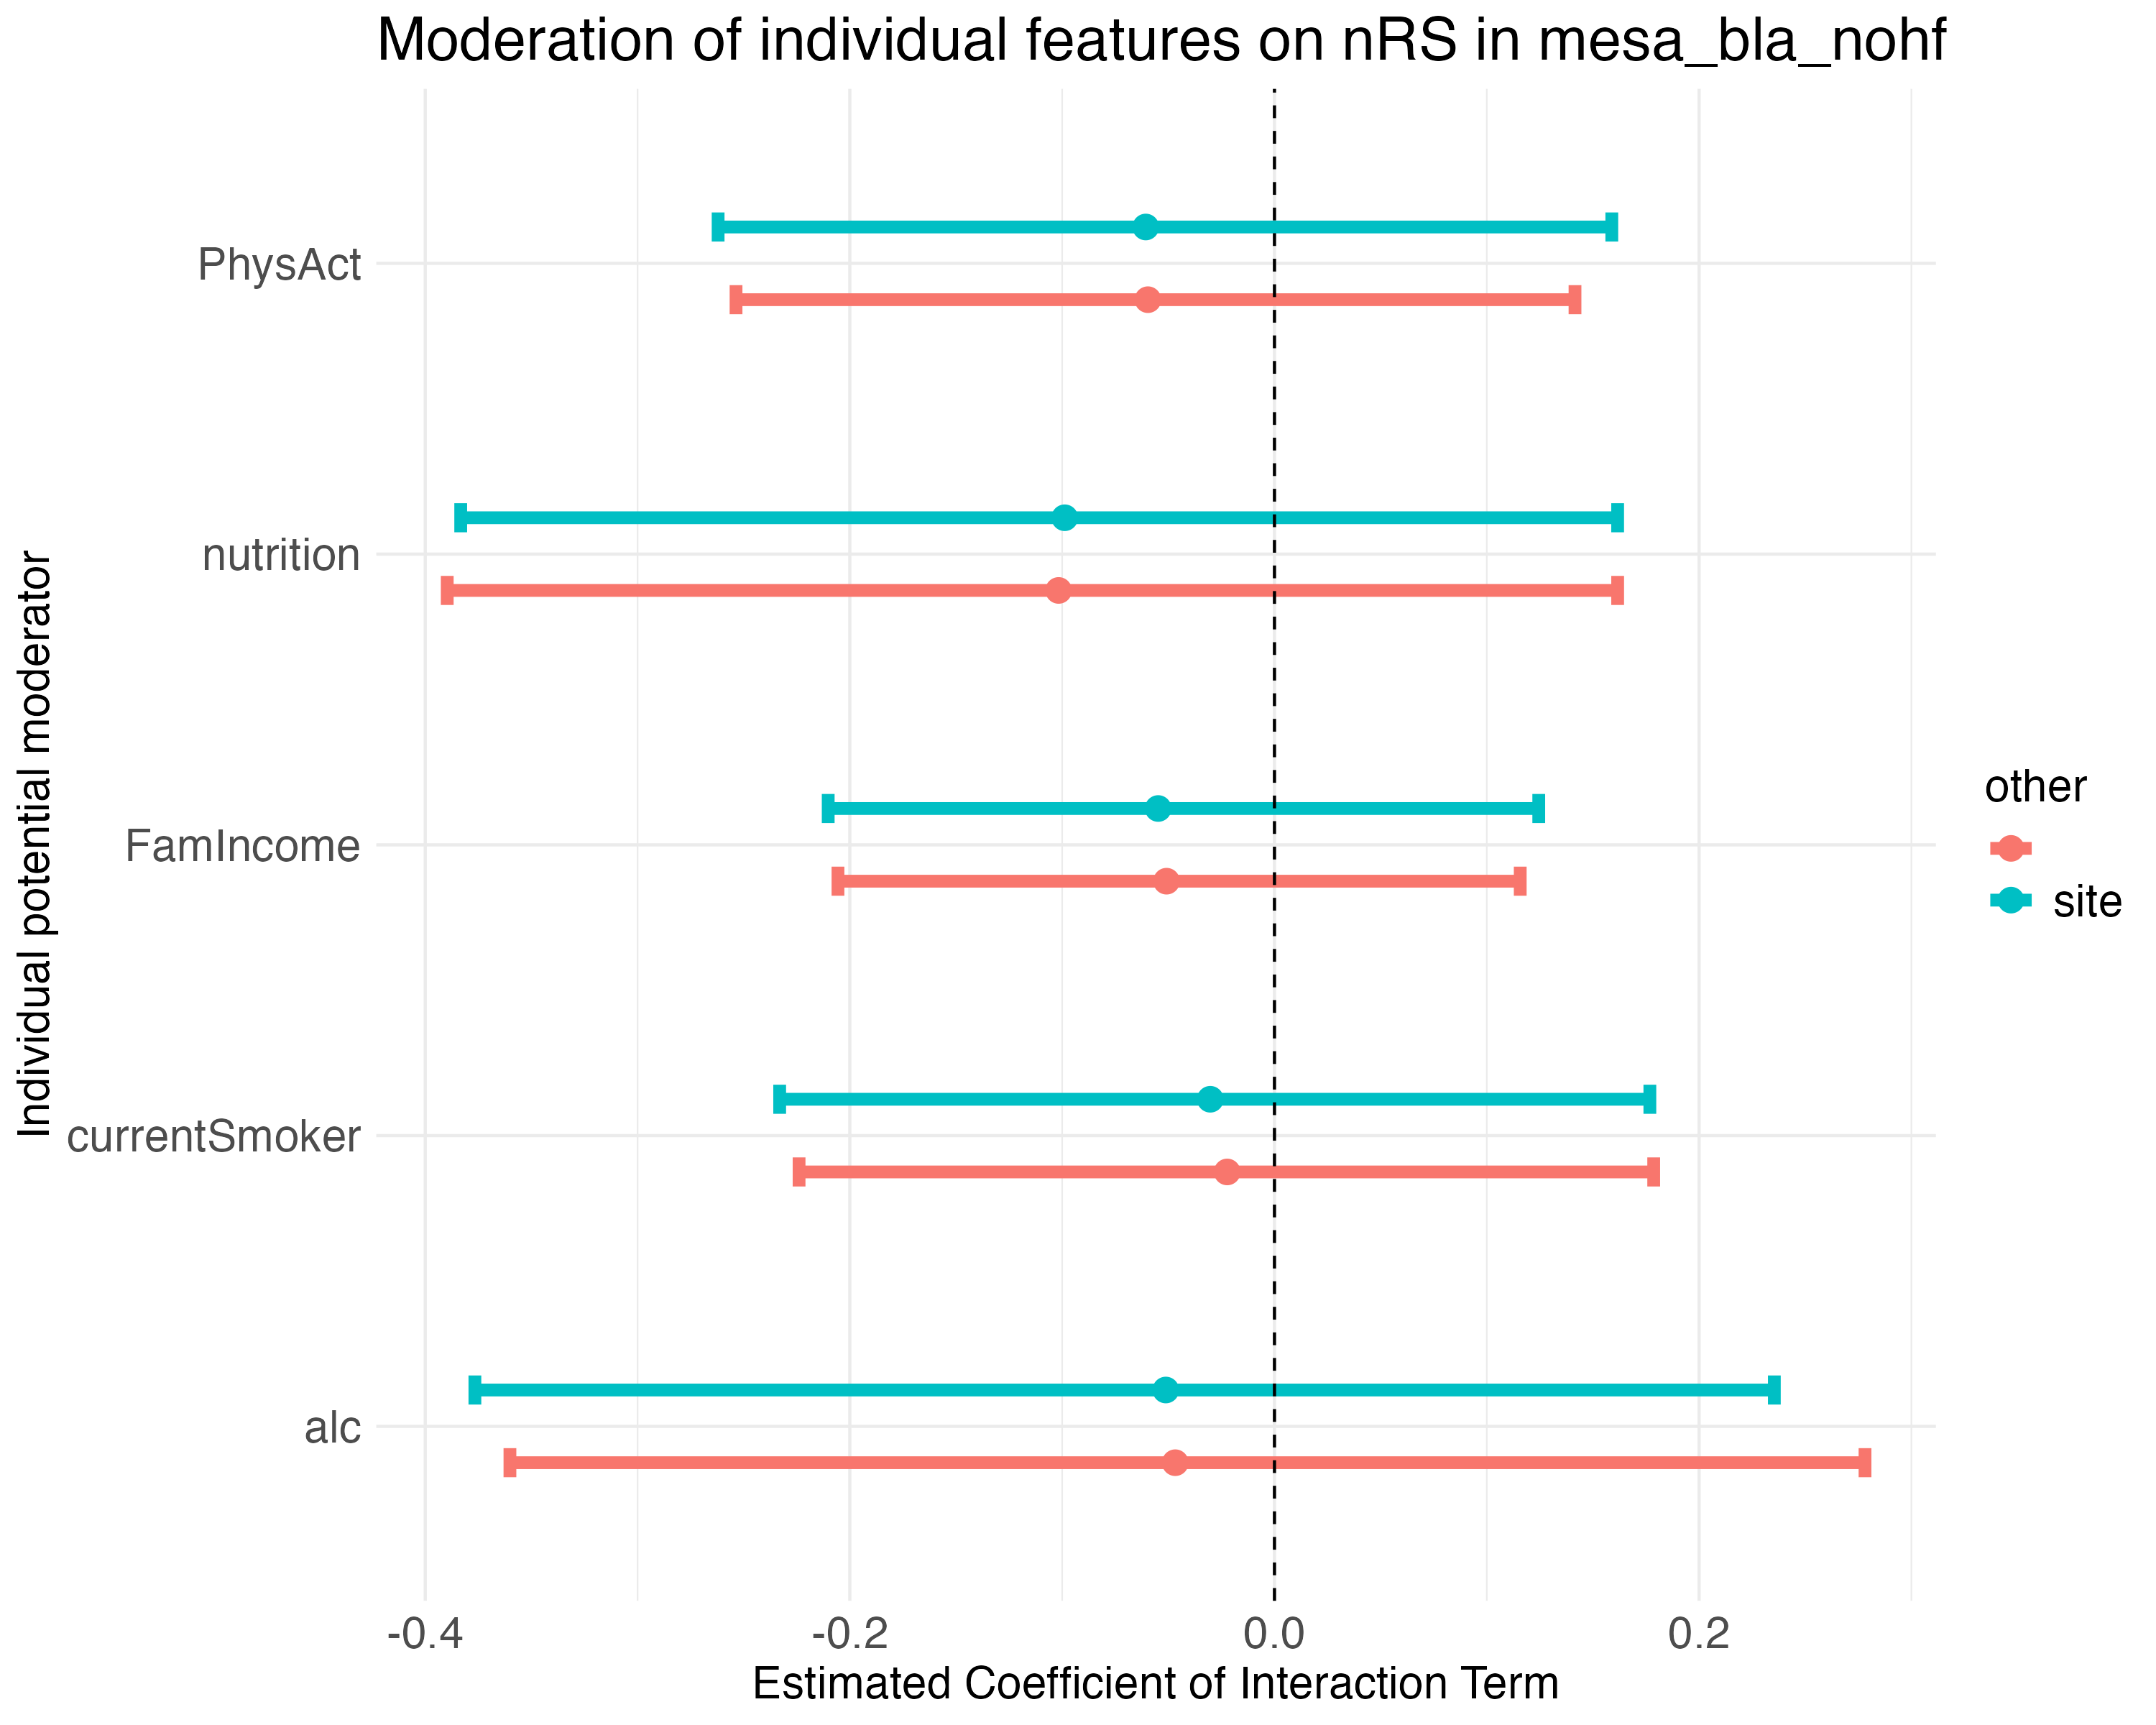 Moderation of individual features on nRS in mesa_bla_nohf
Individual potential moderator
PhysAct
nutrition
FamIncome
currentSmoker
alc
-0.4
-0.2
0.0
0.2
Estimated Coefficient of Interaction Term
other
site